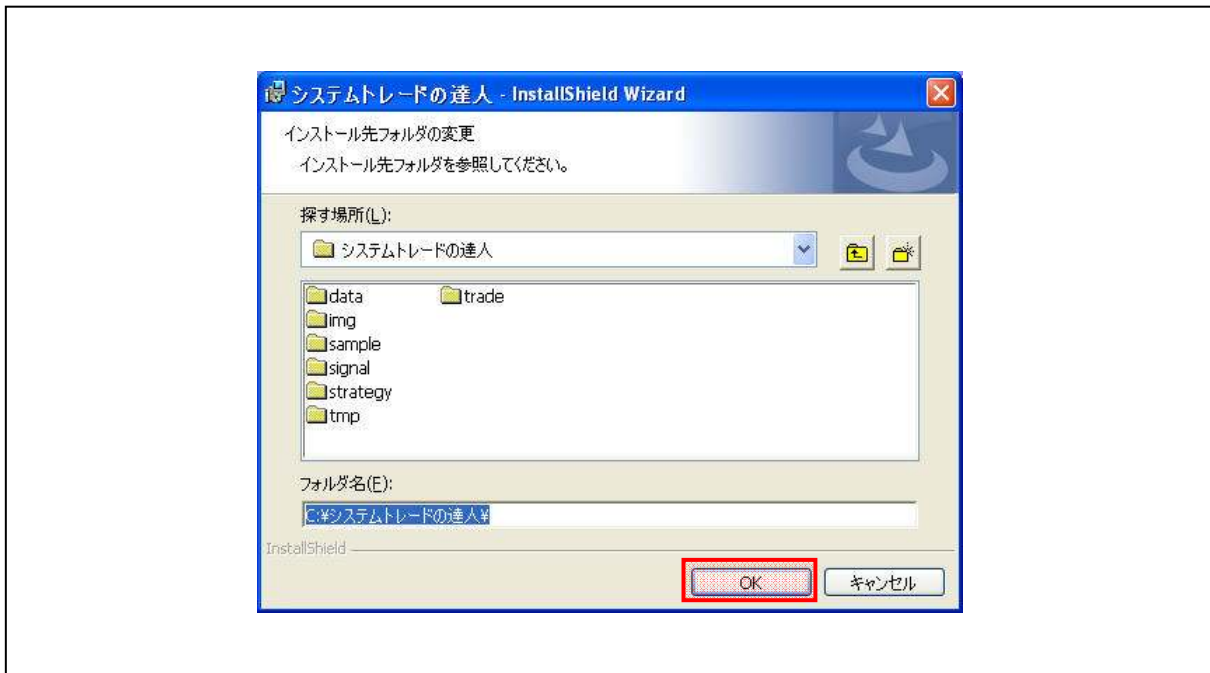 システムトレードの達人 - InstallShield Wizard
インストール先フォルダの変更
インストール先フォルダを参照してください。
探す場所(L):
システムトレードの達人
data
trade
img
sample
signal
strategy
tmp
フォルダ名(F):
C:¥システムトレードの達人¥
InstallShield
OK
キャンセル